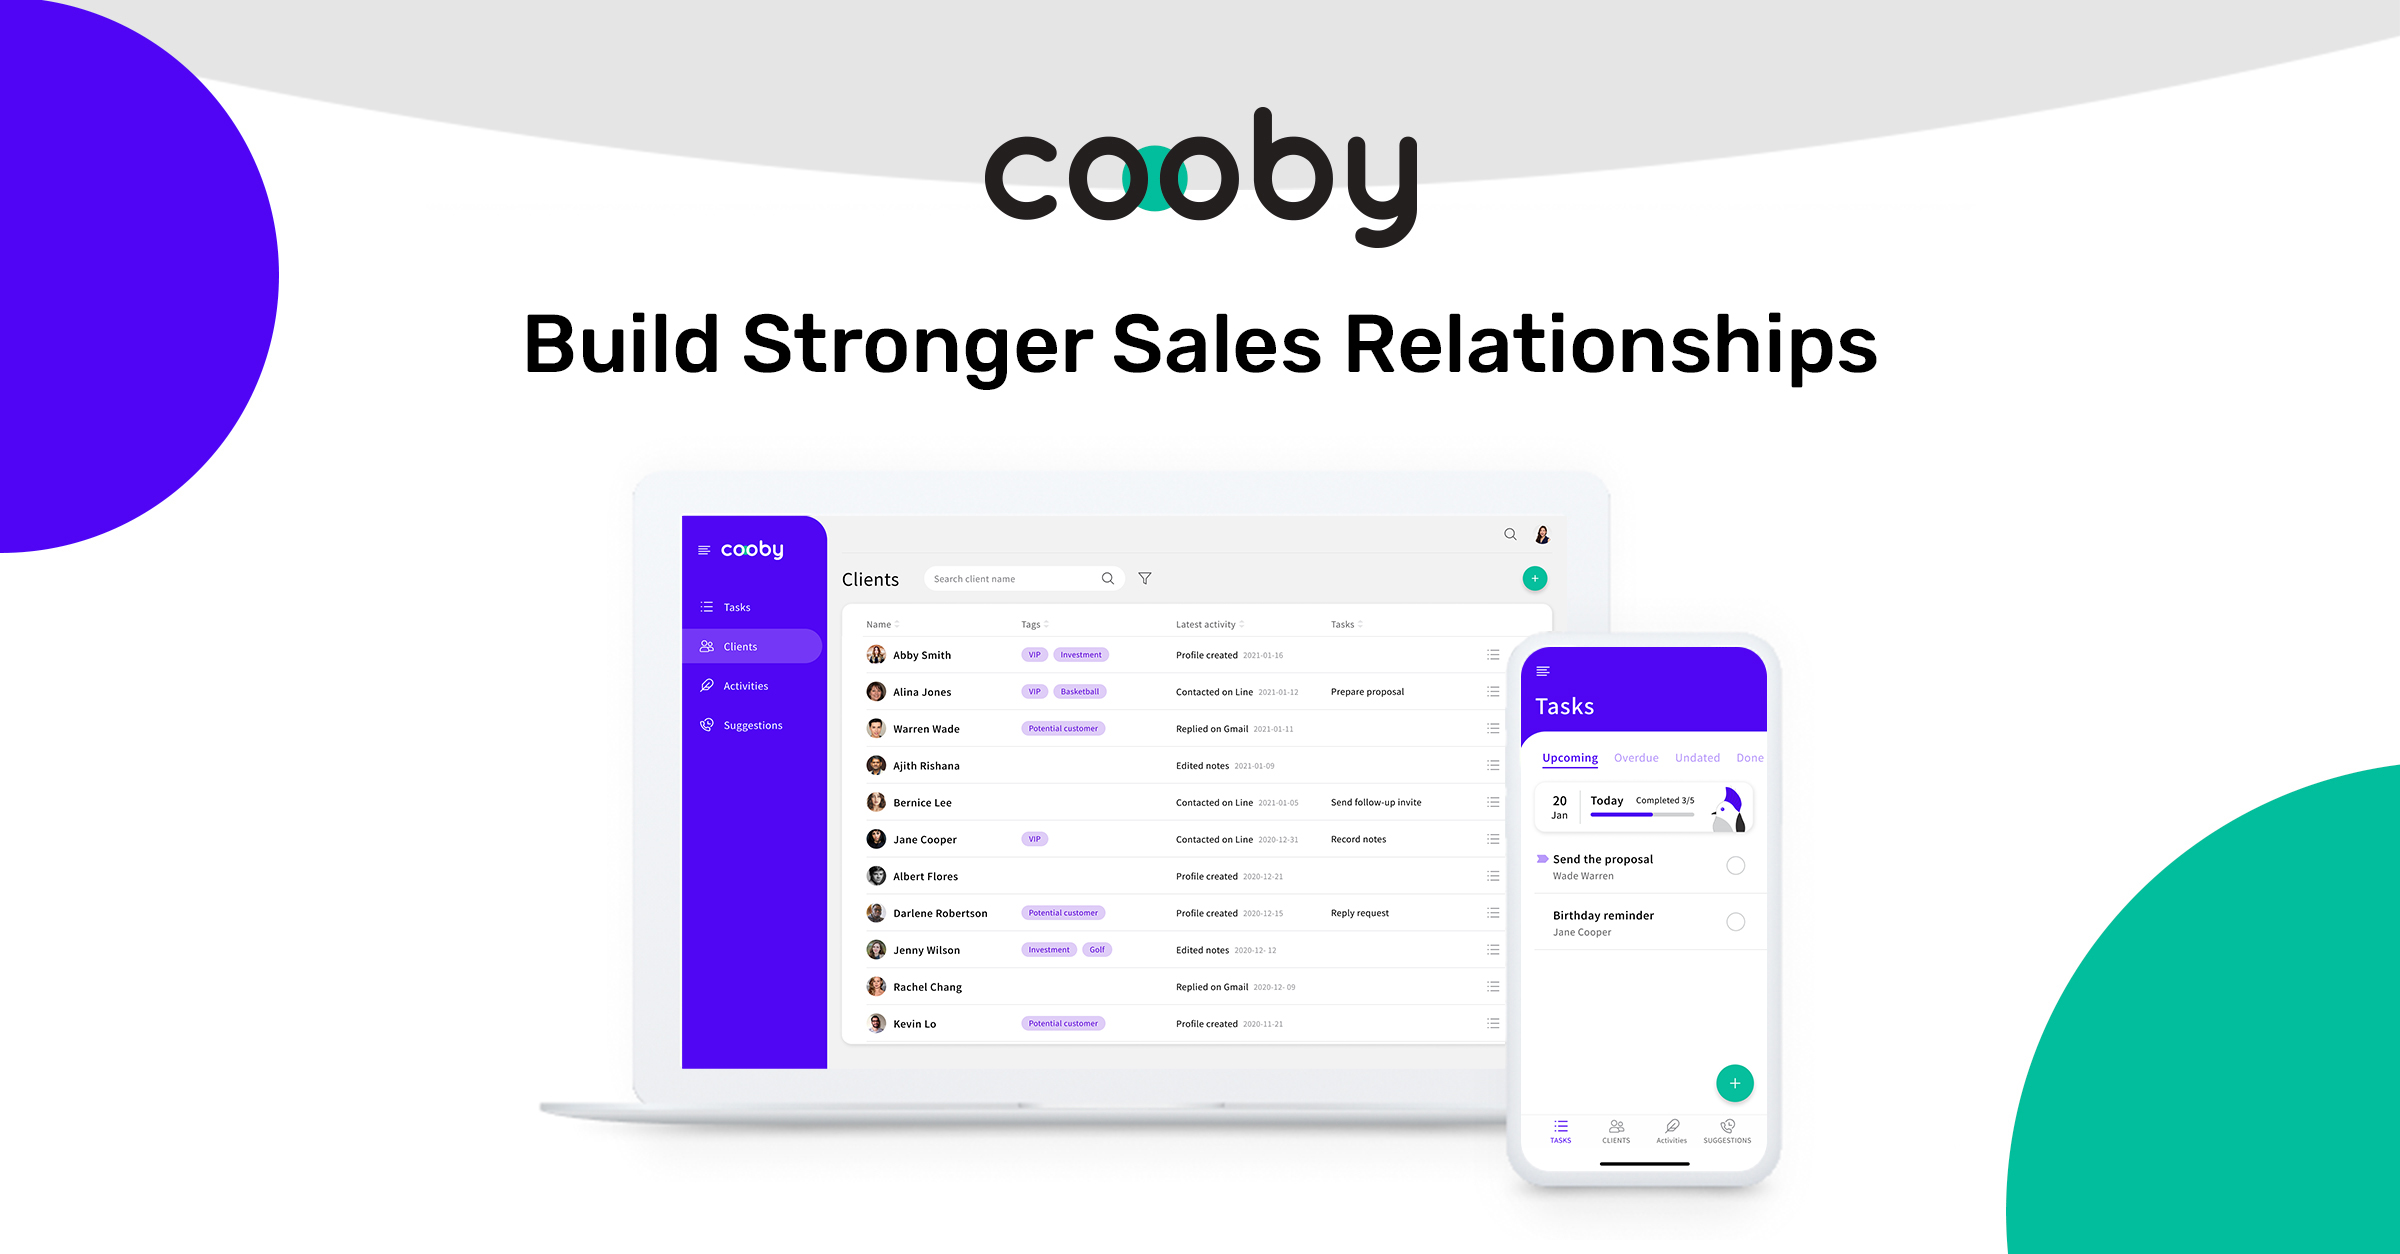 cooby
Build Stronger Sales Relationships
cooby
Tasks
Clients
Activities
Suggestions
Clients
Search client name
+
Name Tags Latest activity Tasks
Abby Smith VIP Investment Profile created 2021-01-16
Alina Jones VIP Basketball Contacted on Line 2021-01-12 Prepare proposal
Warren Wade Potential customer Replied on Gmail 2021-01-11
Ajith Rishana Edited notes 2021-01-09
Bernice Lee Contacted on Line 2021-01-05 Send follow-up invite
Jane Cooper VIP Contacted on Line 2020-12-31 Record notes
Albert Flores Profile created 2020-12-21
Darlene Robertson Potential customer Profile created 2020-12-15 Reply request
Jenny Wilson Investment Golf Edited notes 2020-12- 12
Rachel Chang Replied on Gmail 2020-12- 09
Kevin Lo Potential customer Profile created 2020-11-21
Tasks
Upcoming Overdue Undated Done
20 Today Completed 3/5
Jan
Send the proposal
Wade Warren
Birthday reminder
Jane Cooper
+
TASKS CLIENTS Activities SUGGESTIONS